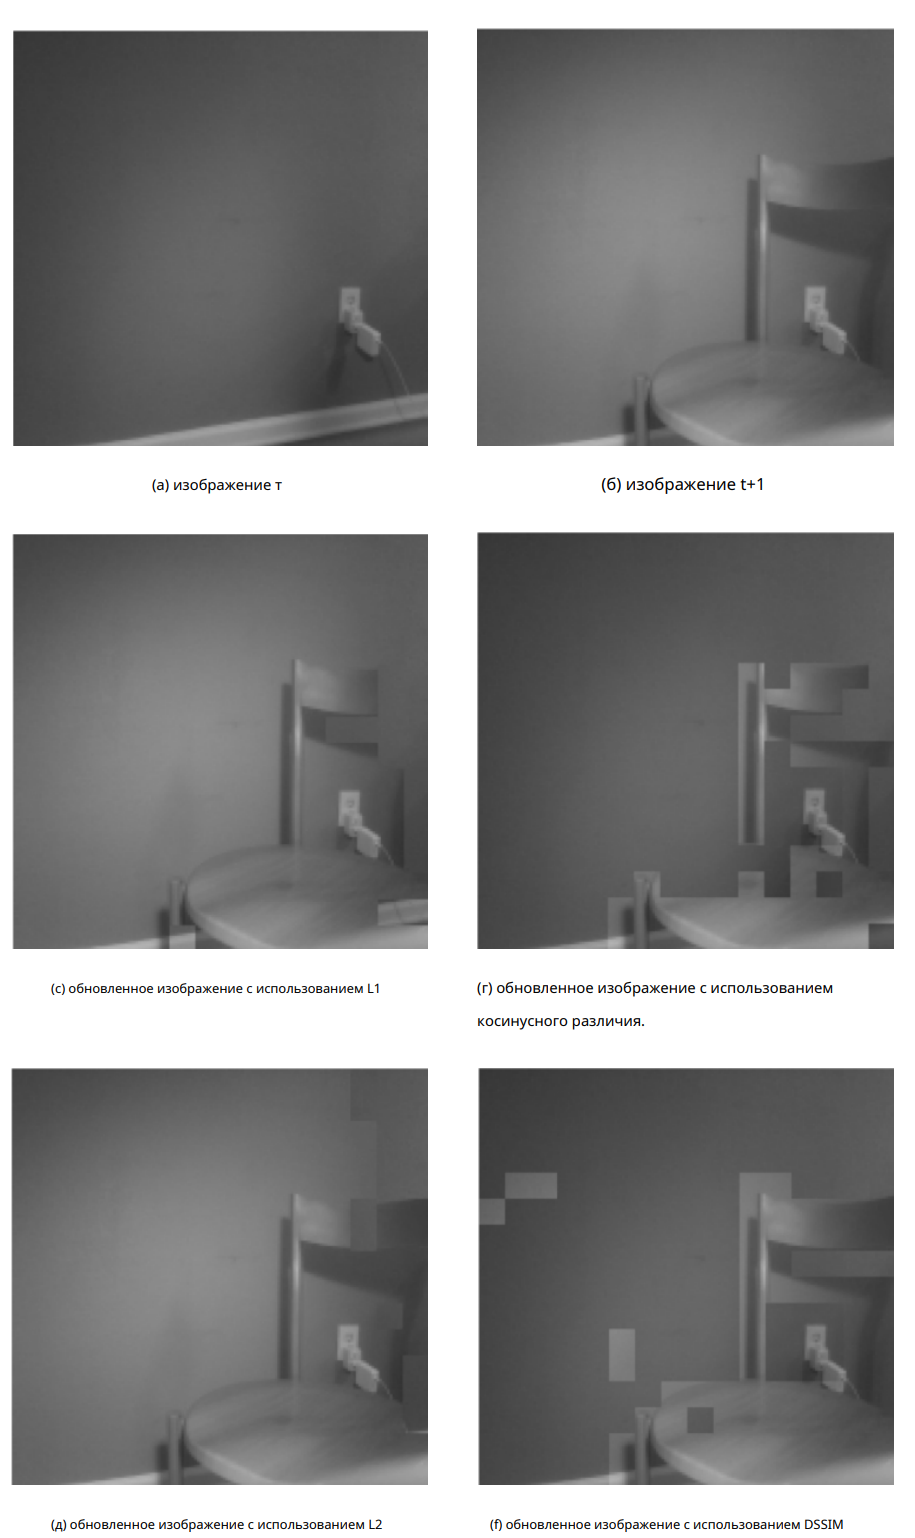 (а) изображение т
(б) изображение t+1
(с) обновленное изображение с использованием L1
(г) обновленное изображение с использованием
косинусного различия.
(д) обновленное изображение с использованием L2
(f) обновленное изображение с использованием DSSIM